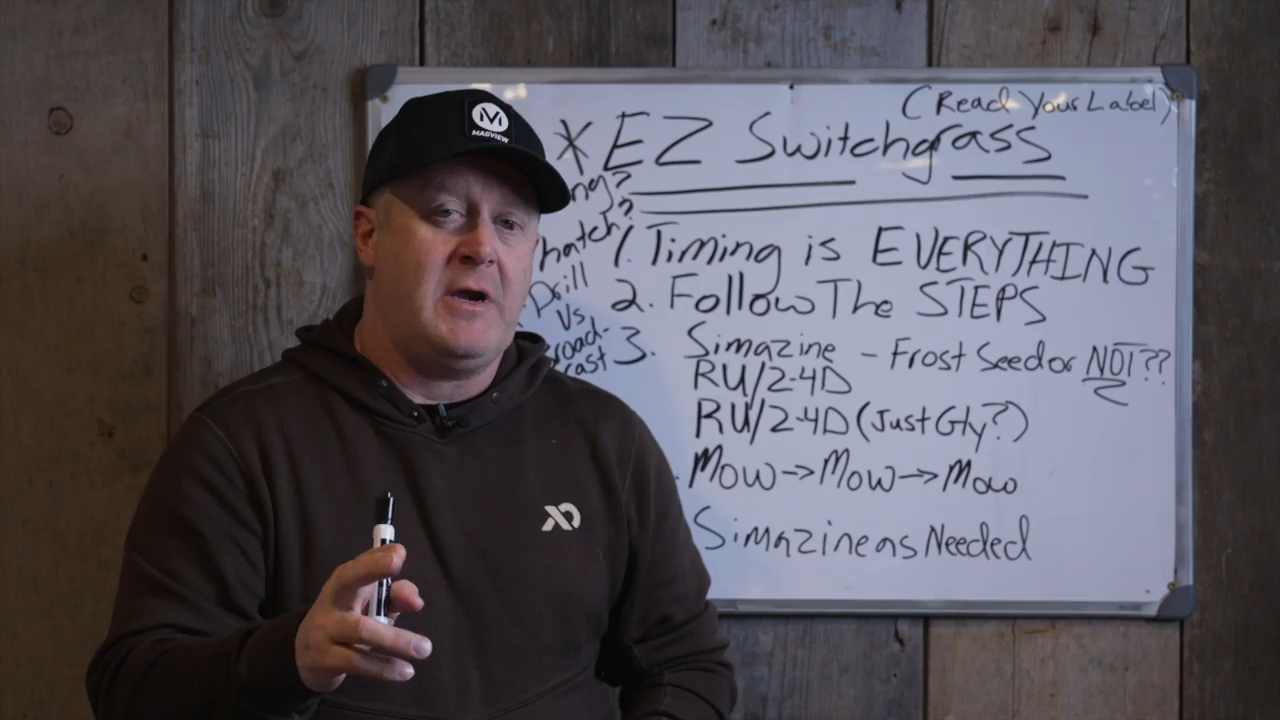 MAGVIEW
(Read Your Label)
* EZ Switchgrass
1. Timing is EVERYTHING
2. Follow The STEPS
3. Simazine - Frost Seed or NOT??
RU/2-4D
RU/2-4D (Just Gly?)
Mow→Mow→Mow
Simazine as Needed
Drill
Vs.